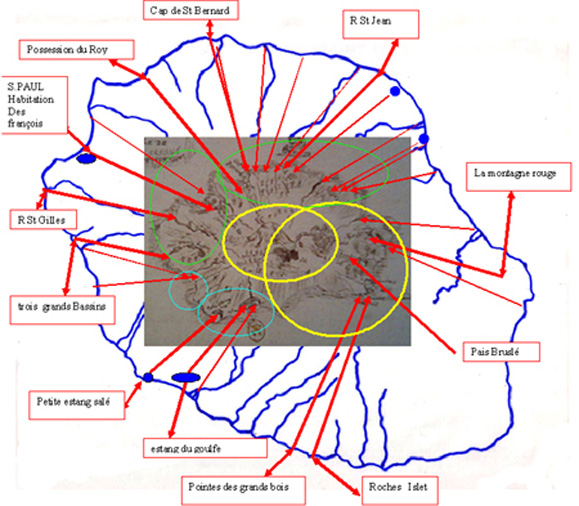 Cap de St Bernard
R St Jean
Possession du Roy
S.PAUL
Habitation
Des
françois
La montagne rouge
R St Gilles
trois grands Bassins
Pais Bruslé
Petite estang salé
estang du goulfe
Pointes des grands bois
Roches Islet